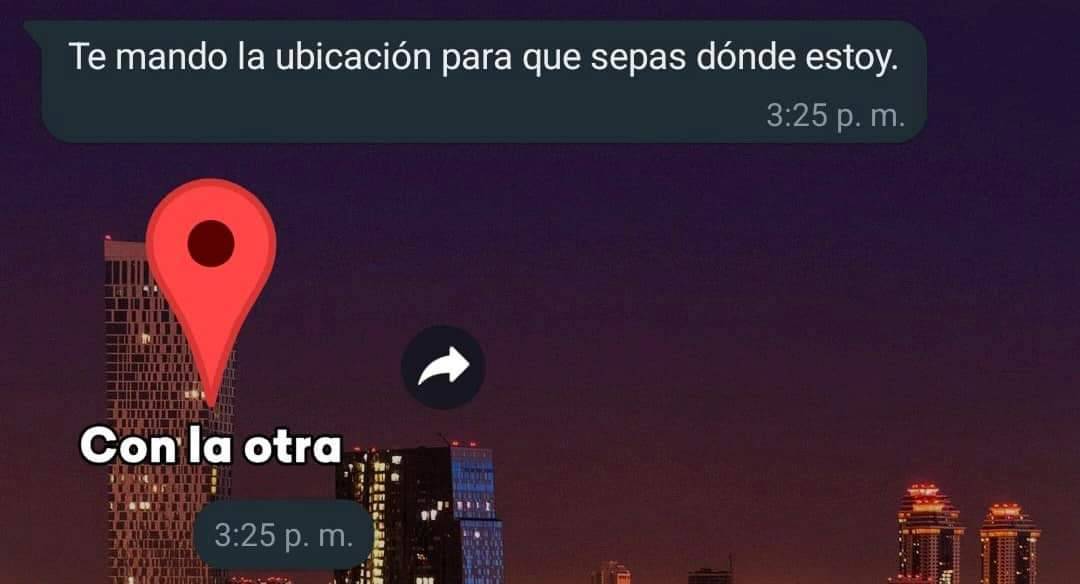 Te mando la ubicación para que sepas dónde estoy.
3:25 p. m.
Con la otra
3:25 p. m.